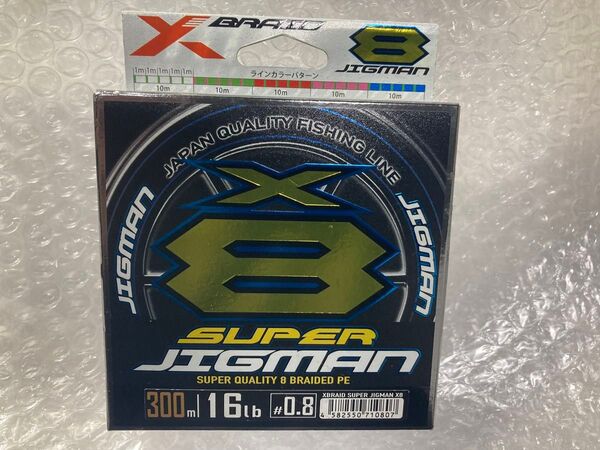 X BRAID
8
JIGMAN
ラインカラーパターン
1m 1m 1m 1m 1m
10m 10m 10m 10m 10m
JAPAN QUALITY FISHING LINE
JIGMAN
JIGMAN
X
8
SUPER
JIGMAN
SUPER QUALITY 8 BRAIDED PE
300m 16lb #0.8
XBRAID SUPER JIGMAN X8
4 582550 710807